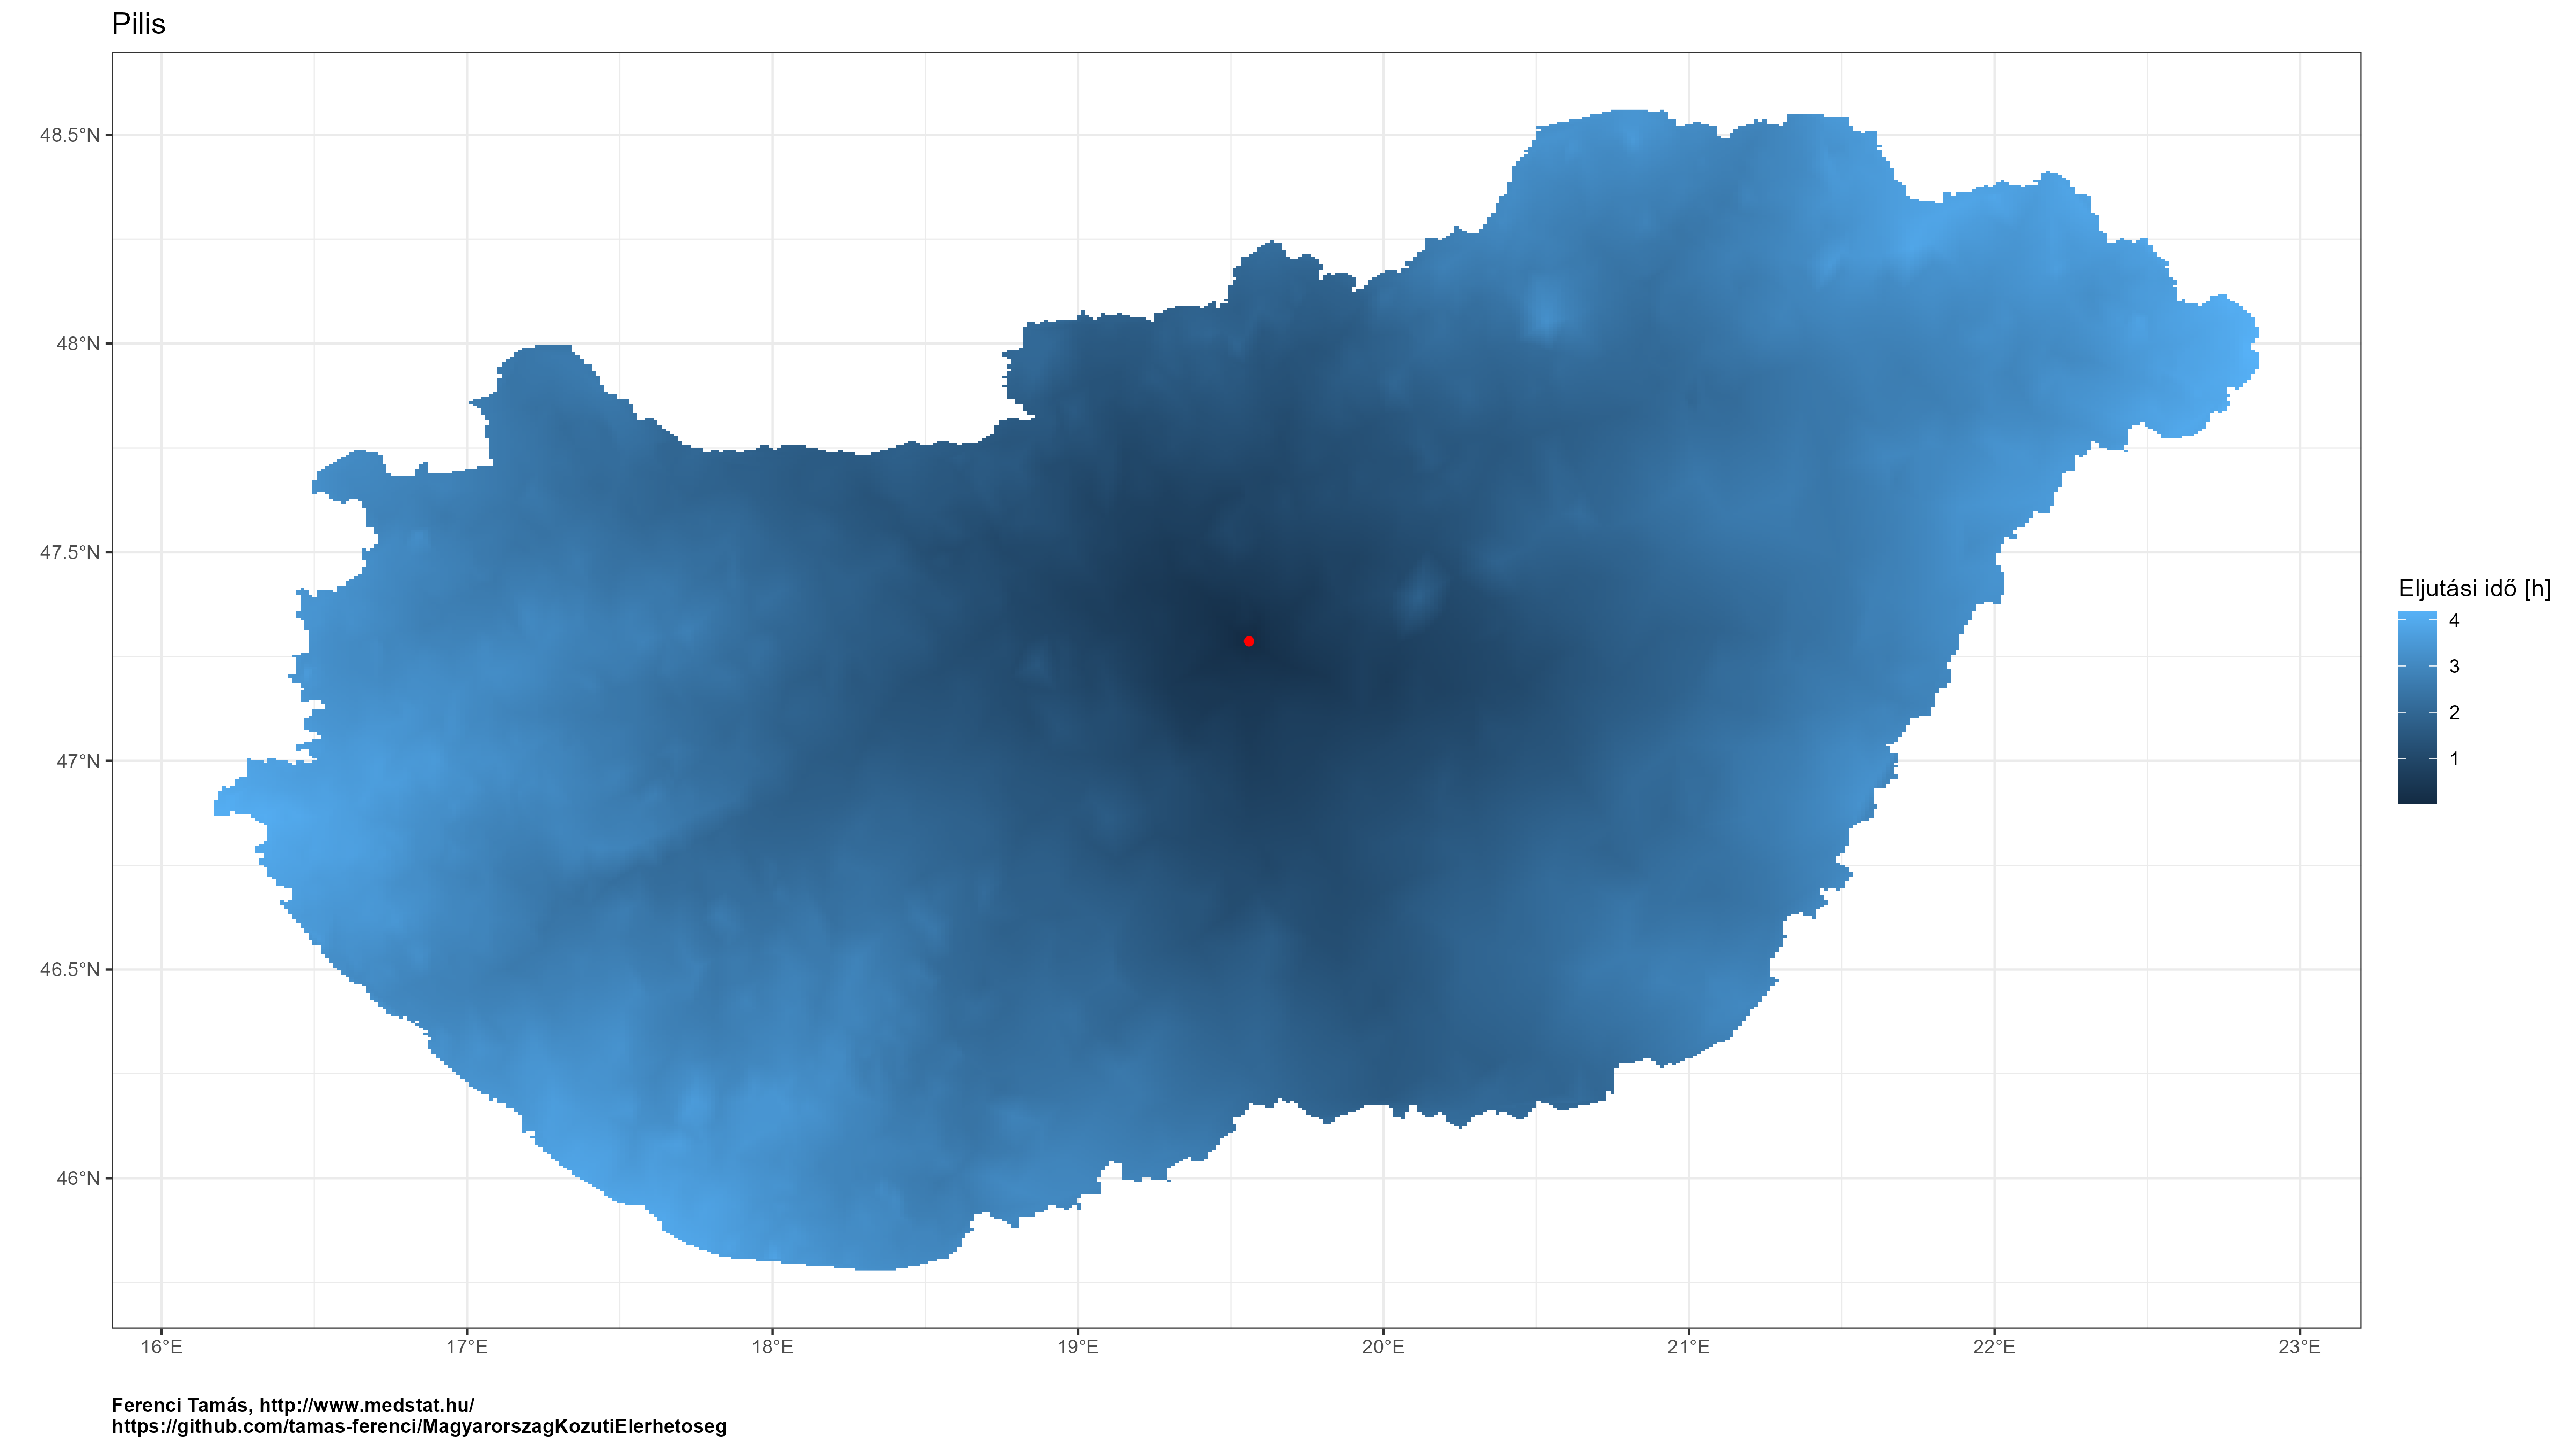 Pilis
48.5°N
48°N
47.5°N
47°N
46.5°N
46°N
16°E
17°E
18°E
19°E
20°E
21°E
22°E
23°E
Eljutási idő [h]
4
3
2
1
Ferenci Tamás, http://www.medstat.hu/
https://github.com/tamas-ferenci/MagyarorszagKozutiElerhetoseg